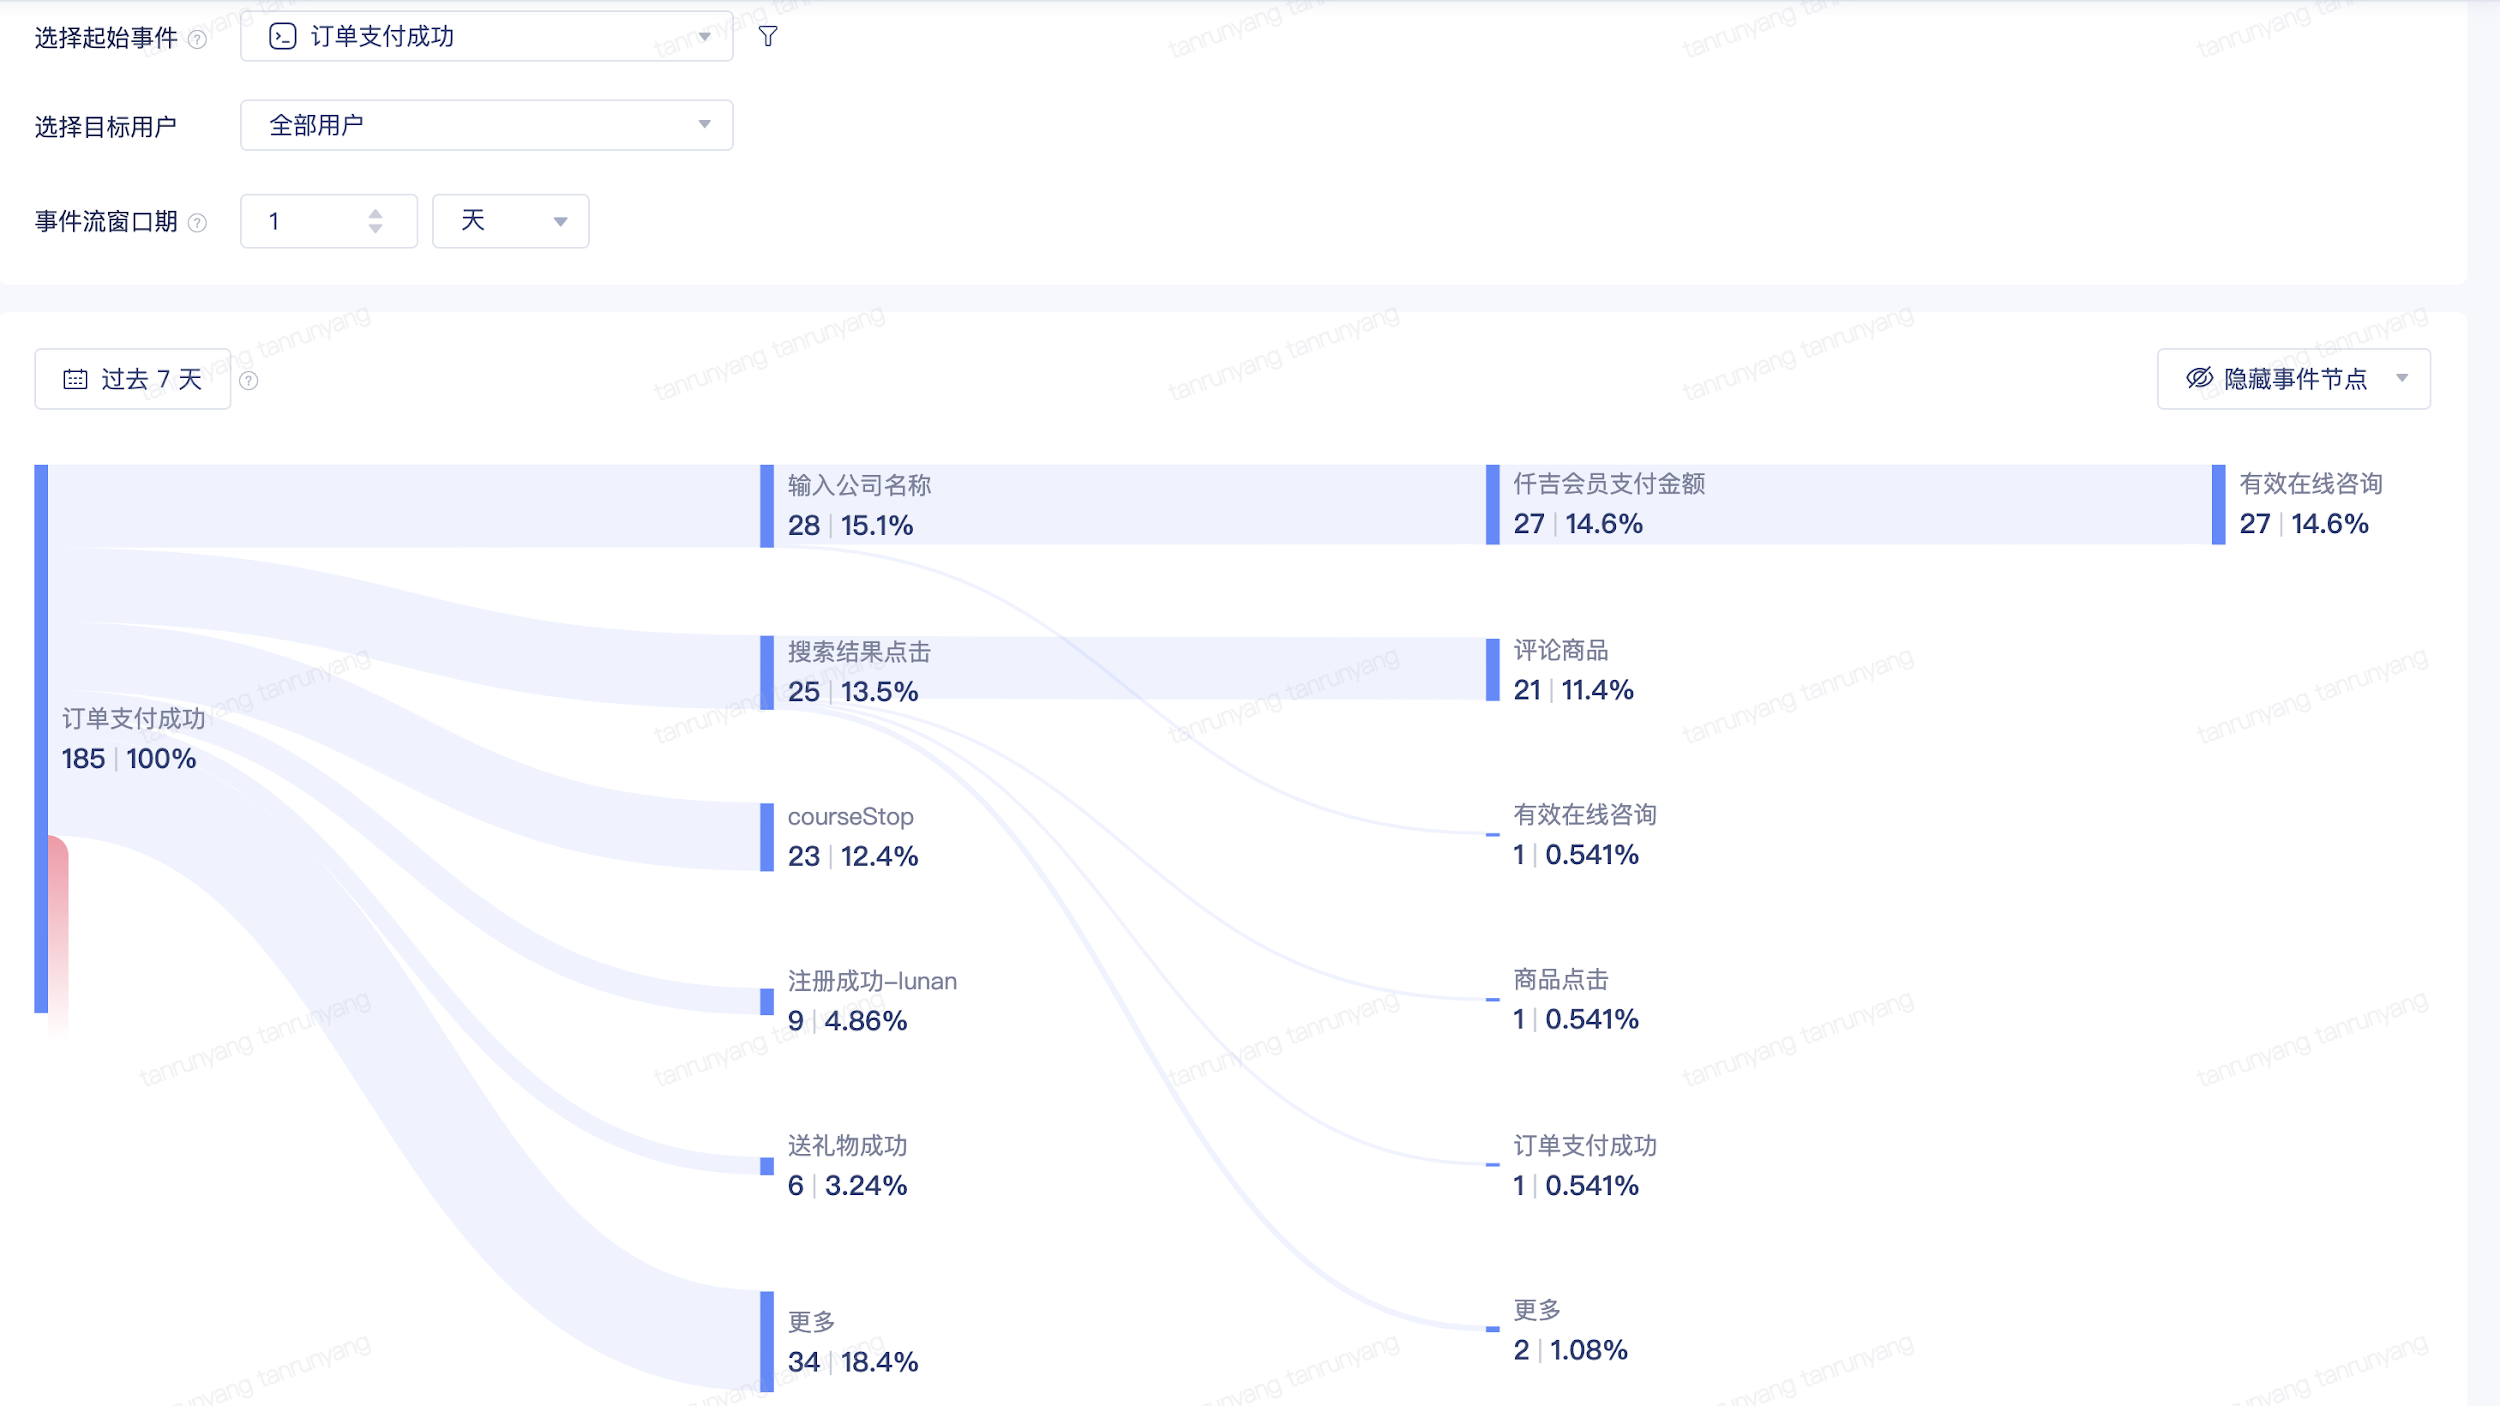 选择起始事件
订单支付成功
选择目标用户
全部用户
事件流窗口期
1
天
过去 7 天
隐藏事件节点
订单支付成功
185 | 100%
输入公司名称
28 | 15.1%
搜索结果点击
25 | 13.5%
courseStop
23 | 12.4%
注册成功-lunan
9 | 4.86%
送礼物成功
6 | 3.24%
更多
34 | 18.4%
仟吉会员支付金额
27 | 14.6%
评论商品
21 | 11.4%
有效在线咨询
1 | 0.541%
商品点击
1 | 0.541%
订单支付成功
1 | 0.541%
更多
2 | 1.08%
有效在线咨询
27 | 14.6%
tanrunyang tanrunyang